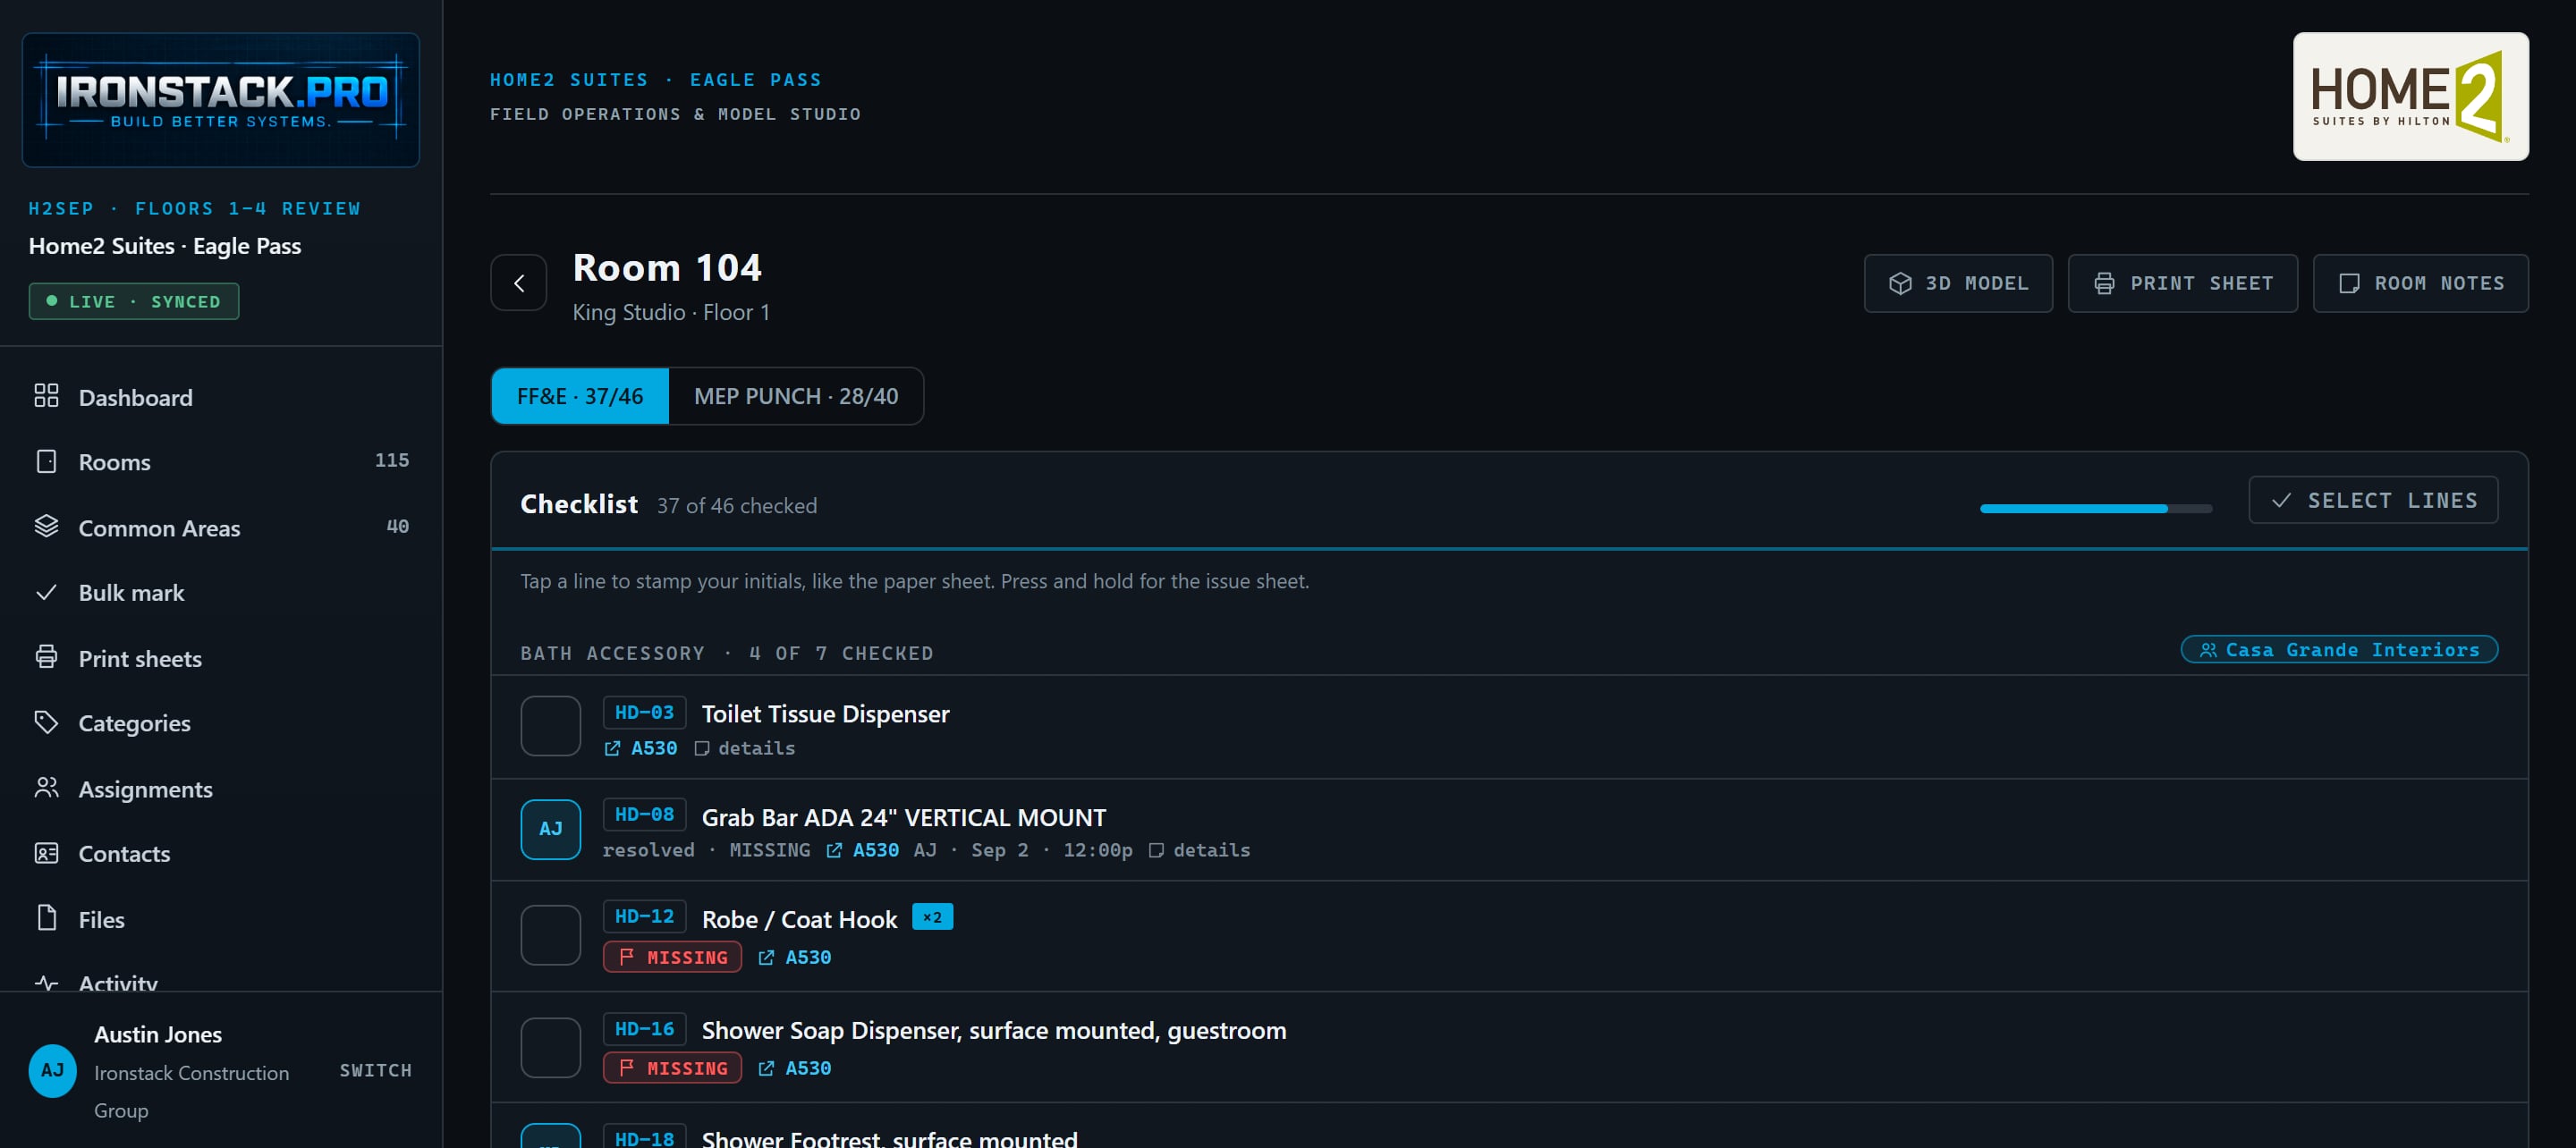 IRONSTACK.PRO
BUILD BETTER SYSTEMS.
H2SEP · FLOORS 1–4 REVIEW
Home2 Suites · Eagle Pass
LIVE · SYNCED
Dashboard
Rooms 115
Common Areas 40
Bulk mark
Print sheets
Categories
Assignments
Contacts
Files
Activity
AJ
Austin Jones
Ironstack Construction
Group
SWITCH
HOME2 SUITES · EAGLE PASS
FIELD OPERATIONS & MODEL STUDIO
HOME2
SUITES BY HILTON
Room 104
King Studio · Floor 1
3D MODEL
PRINT SHEET
ROOM NOTES
FF&E · 37/46
MEP PUNCH · 28/40
Checklist 37 of 46 checked
SELECT LINES
Tap a line to stamp your initials, like the paper sheet. Press and hold for the issue sheet.
BATH ACCESSORY · 4 OF 7 CHECKED
Casa Grande Interiors
HD-03 Toilet Tissue Dispenser
A530 details
AJ
HD-08 Grab Bar ADA 24" VERTICAL MOUNT
resolved · MISSING A530 AJ · Sep 2 · 12:00p details
HD-12 Robe / Coat Hook ×2
MISSING A530
HD-16 Shower Soap Dispenser, surface mounted, guestroom
MISSING A530
HD-18 Shower Footrest, surface mounted